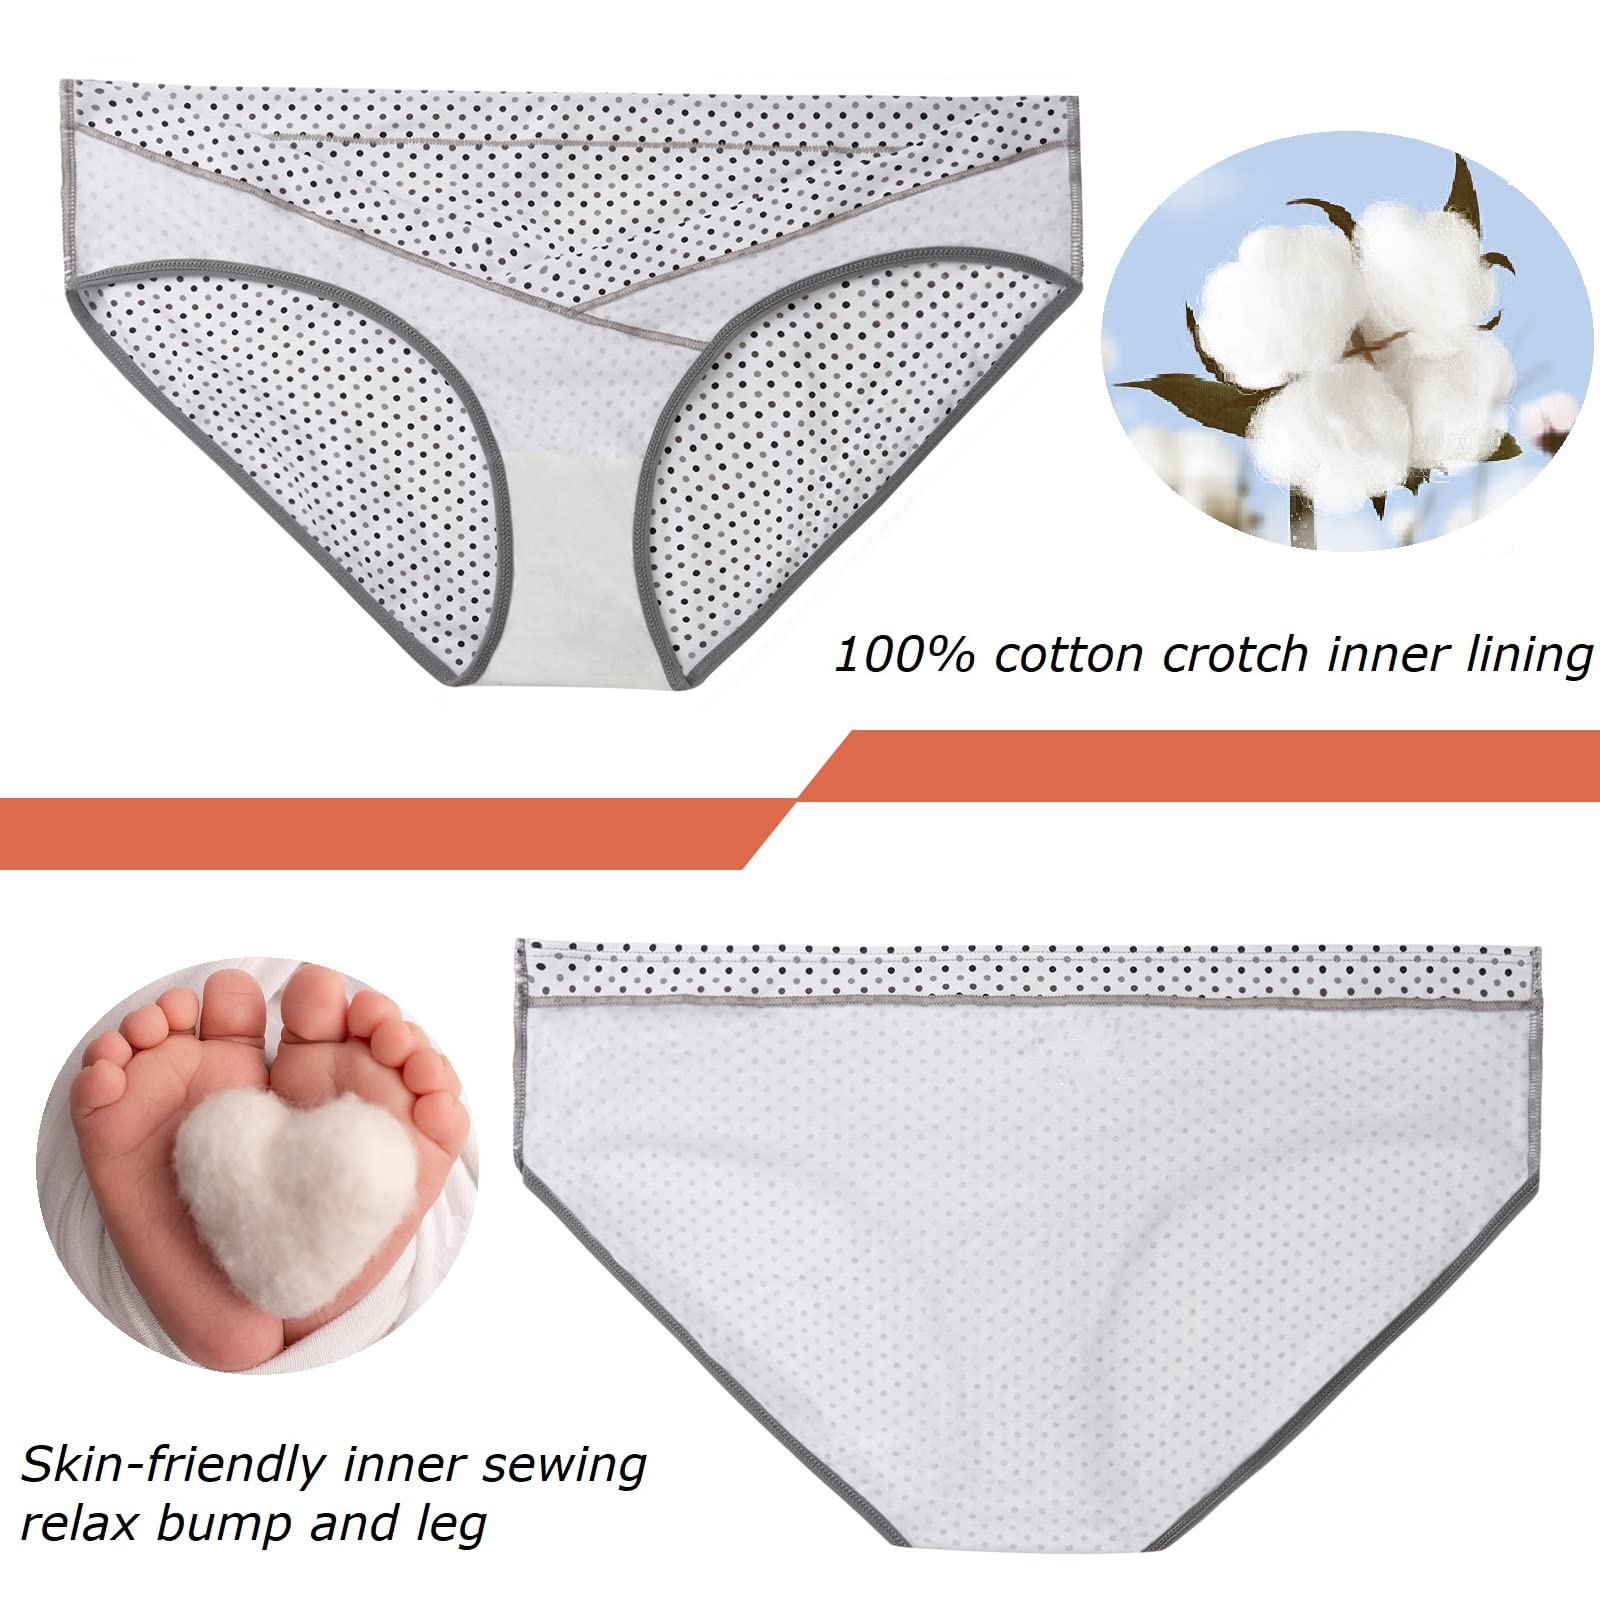 100% cotton crotch inner lining
Skin-friendly inner sewing
relax bump and leg